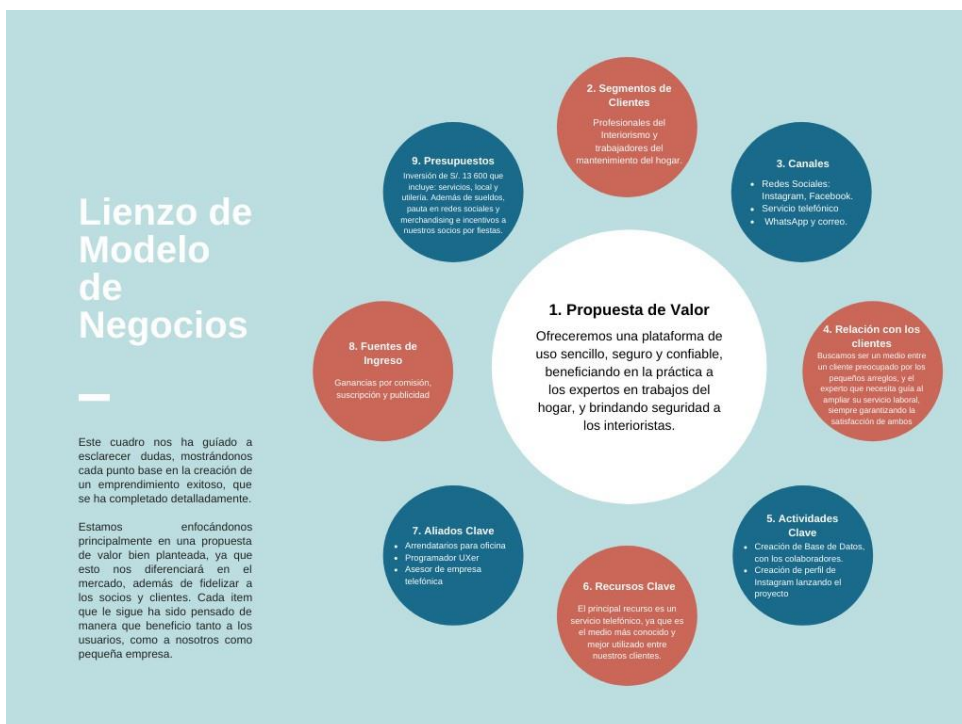 Lienzo de
Modelo
de
Negocios
Este cuadro nos ha guíado a
esclarecer dudas, mostrándonos
cada punto base en la creación de
un emprendimiento exitoso, que
se ha completado detalladamente.
Estamos enfocándonos
principalmente en una propuesta
de valor bien planteada, ya que
esto nos diferenciará en el
mercado, además de fidelizar a
los socios y clientes. Cada item
que le sigue ha sido pensado de
manera que beneficio tanto a los
usuarios, como a nosotros como
pequeña empresa.
1. Propuesta de Valor
Ofreceremos una plataforma de
uso sencillo, seguro y confiable,
beneficiando en la práctica a
los expertos en trabajos del
hogar, y brindando seguridad a
los interioristas.
2. Segmentos de
Clientes
Profesionales del
Interiorismo y
trabajadores del
mantenimiento del hogar.
3. Canales
• Redes Sociales:
Instagram, Facebook.
• Servicio telefónico
• WhatsApp y correo.
4. Relación con los
clientes
Buscamos ser un medio entre
un cliente preocupado por los
pequeños arreglos, y el
experto que necesita guía al
ampliar su servicio laboral,
siempre garantizando la
satisfacción de ambos
5. Actividades
Clave
• Creación de Base de Datos,
con los colaboradores.
• Creación de perfil de
Instagram lanzando el
proyecto
6. Recursos Clave
El principal recurso es un
servicio telefónico, ya que es
el medio más conocido y
mejor utilizado entre
nuestros clientes.
7. Aliados Clave
• Arrendatarios para oficina
• Programador UXer
• Asesor de empresa
telefónica
8. Fuentes de
Ingreso
Ganancias por comisión,
suscripción y publicidad
9. Presupuestos
Inversión de S/. 13 600 que
incluye: servicios, local y
utilería. Además de sueldos,
pauta en redes sociales y
merchandising e incentivos a
nuestros socios por fiestas.